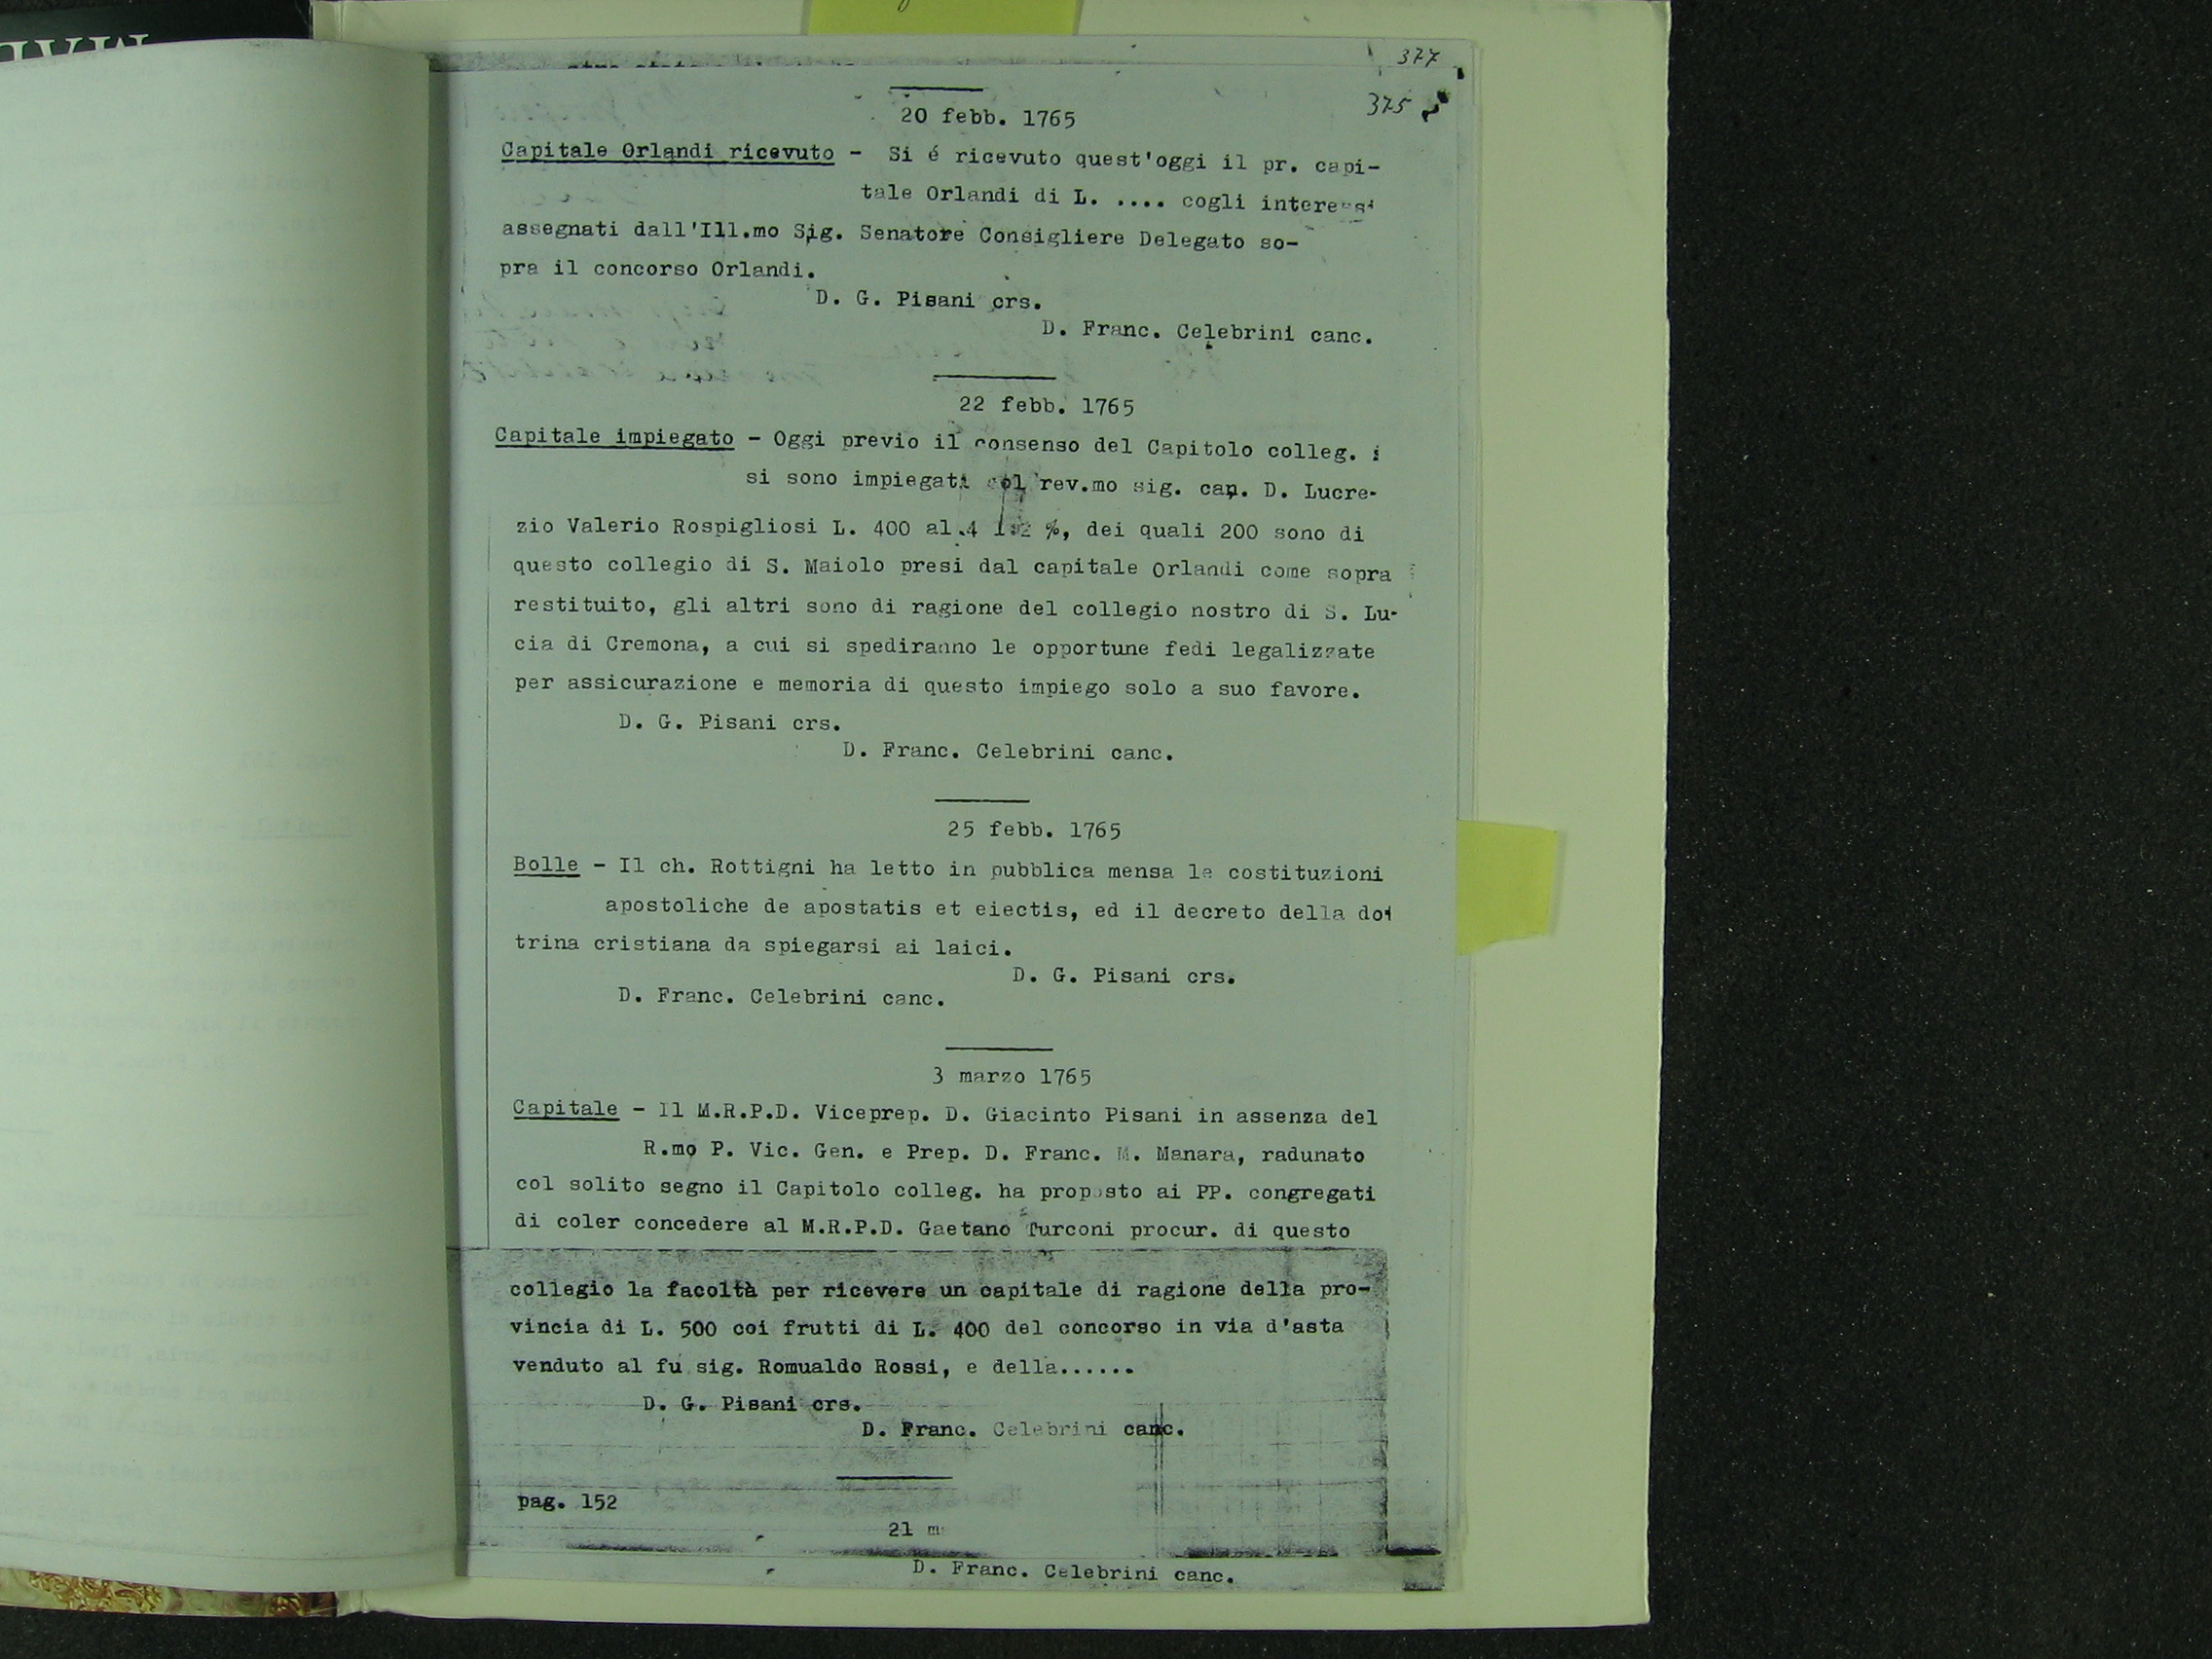 377
375
20 febb. 1765
Capitale Orlandi ricevuto - Si é ricevuto quest'oggi il pr. capi-
tale Orlandi di L. .... cogli interessi
assegnati dall'Ill.mo Sig. Senatore Consigliere Delegato so-
pra il concorso Orlandi.
D. G. Pisani crs.
D. Franc. Celebrini canc.
22 febb. 1765
Capitale impiegato - Oggi previo il consenso del Capitolo colleg.
si sono impiegati col rev.mo sig. can. D. Lucre-
zio Valerio Rospigliosi L. 400 al 4 1/2 %, dei quali 200 sono di
questo collegio di S. Maiolo presi dal capitale Orlandi come sopra
restituito, gli altri sono di ragione del collegio nostro di S. Lu-
cia di Cremona, a cui si spediranno le opportune fedi legalizzate
per assicurazione e memoria di questo impiego solo a suo favore.
D. G. Pisani crs.
D. Franc. Celebrini canc.
25 febb. 1765
Bolle - Il ch. Rottigni ha letto in pubblica mensa le costituzioni
apostoliche de apostatis et eiectis, ed il decreto della dot
trina cristiana da spiegarsi ai laici.
D. G. Pisani crs.
D. Franc. Celebrini canc.
3 marzo 1765
Capitale - Il M.R.P.D. Viceprep. D. Giacinto Pisani in assenza del
R.mo P. Vic. Gen. e Prep. D. Franc. M. Manara, radunato
col solito segno il Capitolo colleg. ha proposto ai PP. congregati
di coler concedere al M.R.P.D. Gaetano Turconi procur. di questo
collegio la facoltà per ricevere un capitale di ragione della pro-
vincia di L. 500 coi frutti di L. 400 del concorso in via d'asta
venduto al fu sig. Romualdo Rossi, e della......
D. G. Pisani crs.
D. Franc. Celebrini canc.
pag. 152
21 m
D. Franc. Celebrini canc.